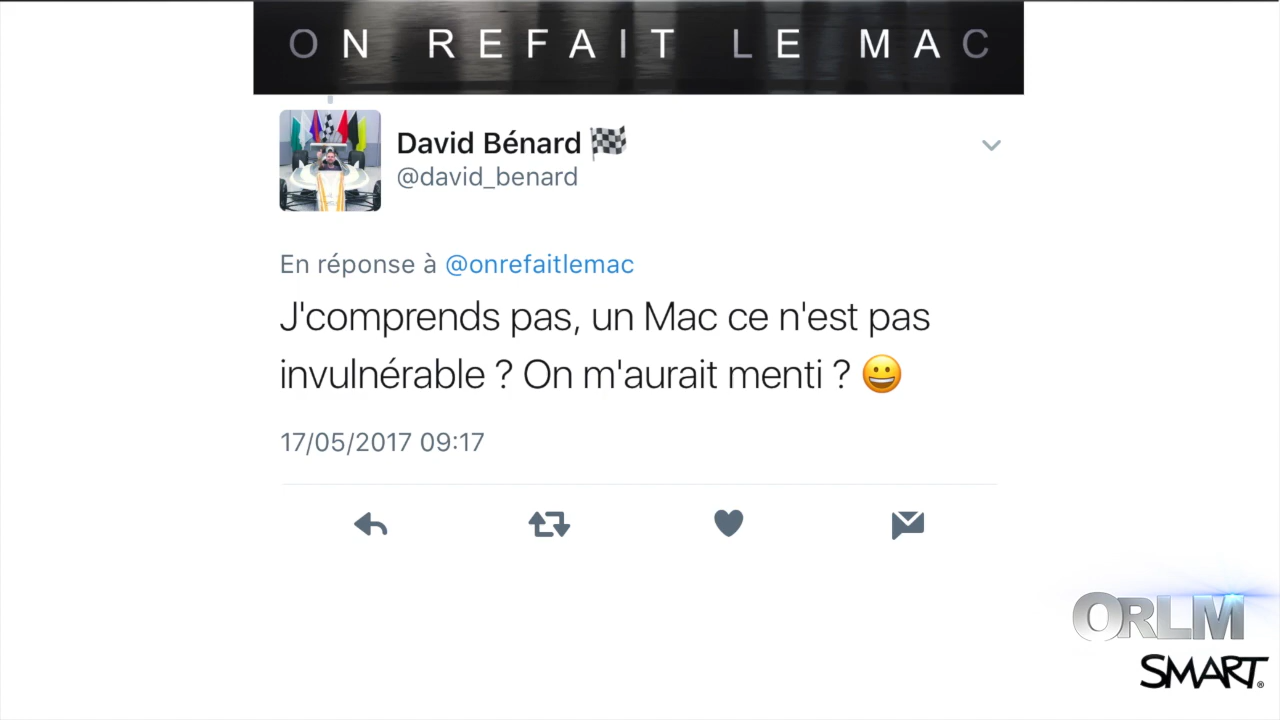 ON REFAIT LE MAC
David Bénard 🏁
@david_benard
En réponse à @onrefaitlemac
J'comprends pas, un Mac ce n'est pas
invulnérable ? On m'aurait menti ? 😀
17/05/2017 09:17
ORLM
SMART®